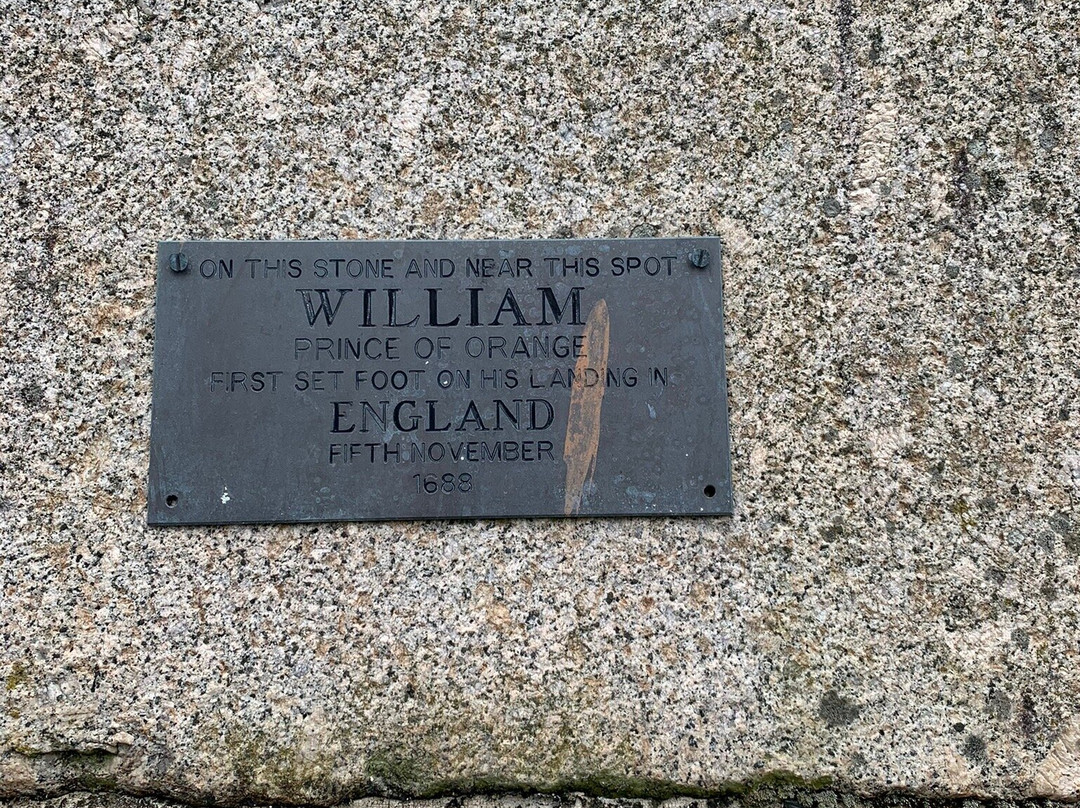 ON THIS STONE AND NEAR THIS SPOT
WILLIAM
PRINCE OF ORANGE
FIRST SET FOOT ON HIS LANDING IN
ENGLAND
FIFTH NOVEMBER
1688